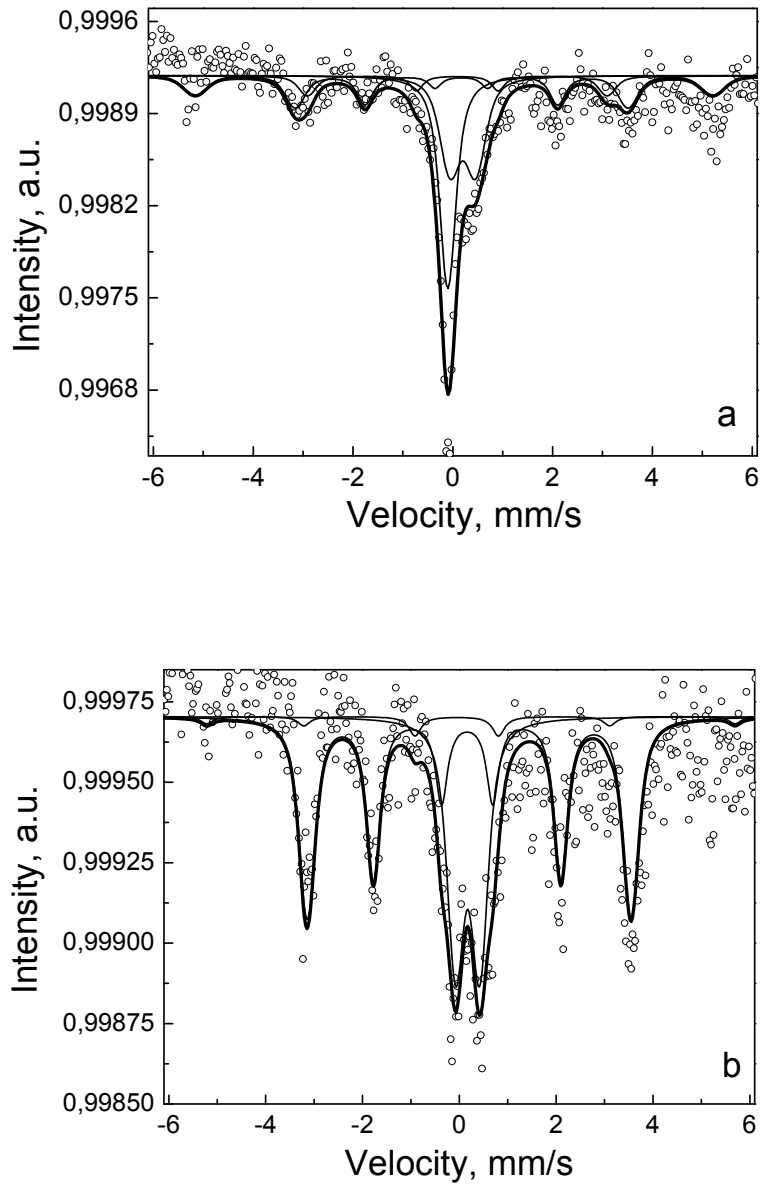 0,9996
0,9989
0,9982
0,9975
0,9968
Intensity, a.u.
a
-6 -4 -2 0 2 4 6
Velocity, mm/s
0,99975
0,99950
0,99925
0,99900
0,99875
0,99850
Intensity, a.u.
b
-6 -4 -2 0 2 4 6
Velocity, mm/s